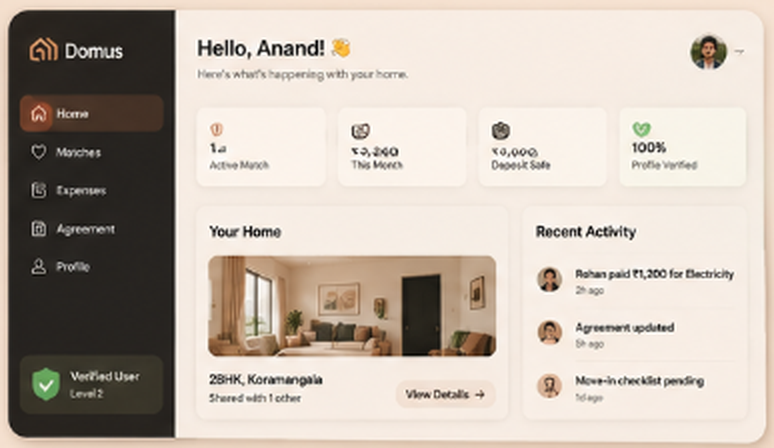 Domus
Home
Matches
Expenses
Agreement
Profile
Verified User
Level 2
Hello, Anand! 👋
Here's what's happening with your home.
Active Match
This Month
Deposit Safe
100%
Profile Verified
Your Home
2BHK, Koramangala
Shared with 1 other
View Details →
Recent Activity
Rohan paid ₹1,200 for Electricity
2h ago
Agreement updated
5h ago
Move-in checklist pending
1d ago